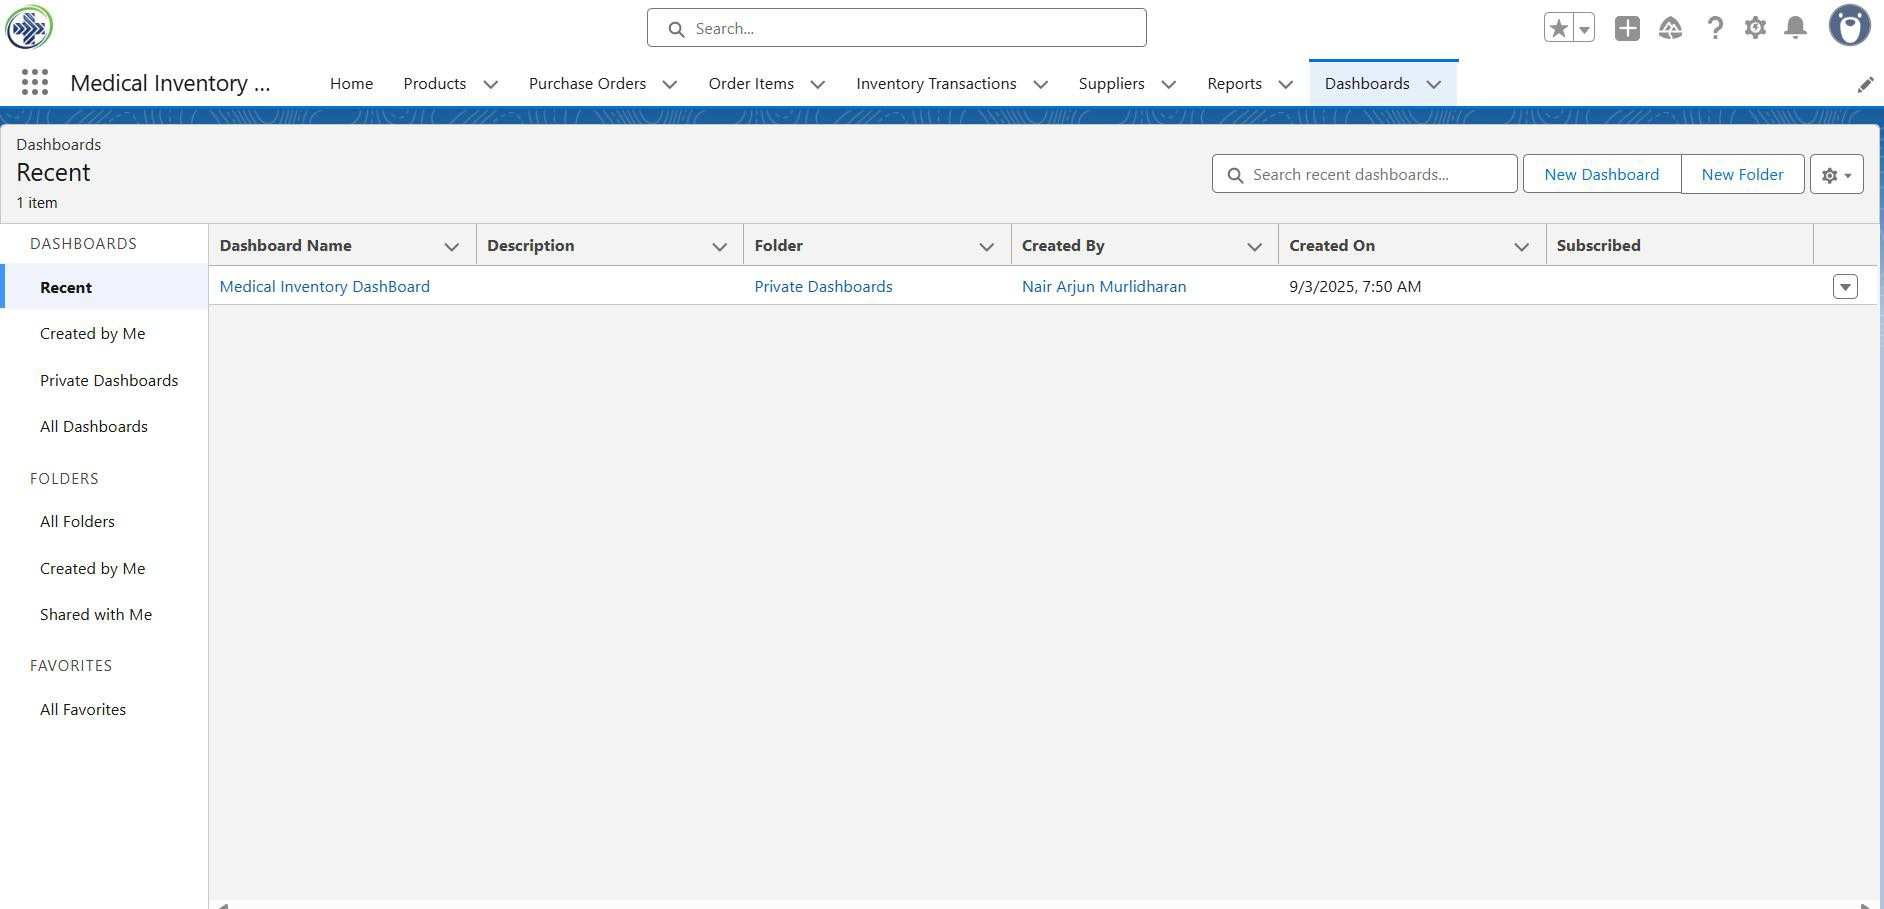 Search...
Medical Inventory ...
Home
Products
Purchase Orders
Order Items
Inventory Transactions
Suppliers
Reports
Dashboards
Dashboards
Recent
1 item
Search recent dashboards...
New Dashboard
New Folder
DASHBOARDS
Recent
Created by Me
Private Dashboards
All Dashboards
FOLDERS
All Folders
Created by Me
Shared with Me
FAVORITES
All Favorites
Dashboard Name
Description
Folder
Created By
Created On
Subscribed
Medical Inventory DashBoard
Private Dashboards
Nair Arjun Murlidharan
9/3/2025, 7:50 AM